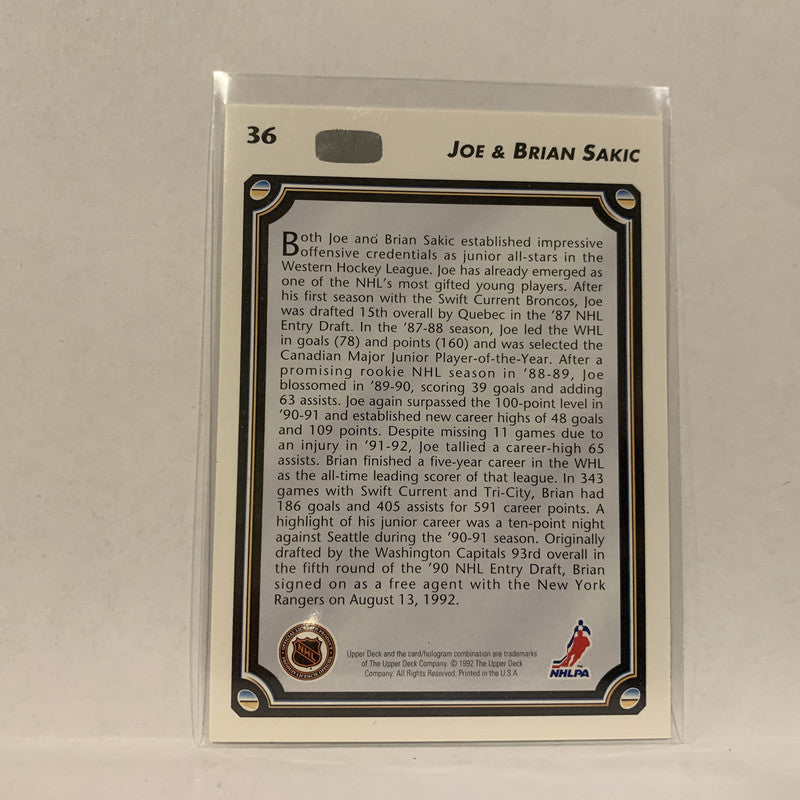 36
JOE & BRIAN SAKIC
Both Joe and Brian Sakic established impressive
offensive credentials as junior all-stars in the
Western Hockey League. Joe has already emerged as
one of the NHL's most gifted young players. After
his first season with the Swift Current Broncos, Joe
was drafted 15th overall by Quebec in the '87 NHL
Entry Draft. In the '87-88 season, Joe led the WHL
in goals (78) and points (160) and was selected the
Canadian Major Junior Player-of-the-Year. After a
promising rookie NHL season in '88-89, Joe
blossomed in '89-90, scoring 39 goals and adding
63 assists. Joe again surpassed the 100-point level in
'90-91 and established new career highs of 48 goals
and 109 points. Despite missing 11 games due to
an injury in '91-92, Joe tallied a career-high 65
assists. Brian finished a five-year career in the WHL
as the all-time leading scorer of that league. In 343
games with Swift Current and Tri-City, Brian had
186 goals and 405 assists for 591 career points. A
highlight of his junior career was a ten-point night
against Seattle during the '90-91 season. Originally
drafted by the Washington Capitals 93rd overall in
the fifth round of the '90 NHL Entry Draft, Brian
signed on as a free agent with the New York
Rangers on August 13, 1992.
NHL
Upper Deck and the card/hologram combination are trademarks
of The Upper Deck Company. © 1992 The Upper Deck
Company. All Rights Reserved. Printed in the U.S.A.
TM
NHLPA